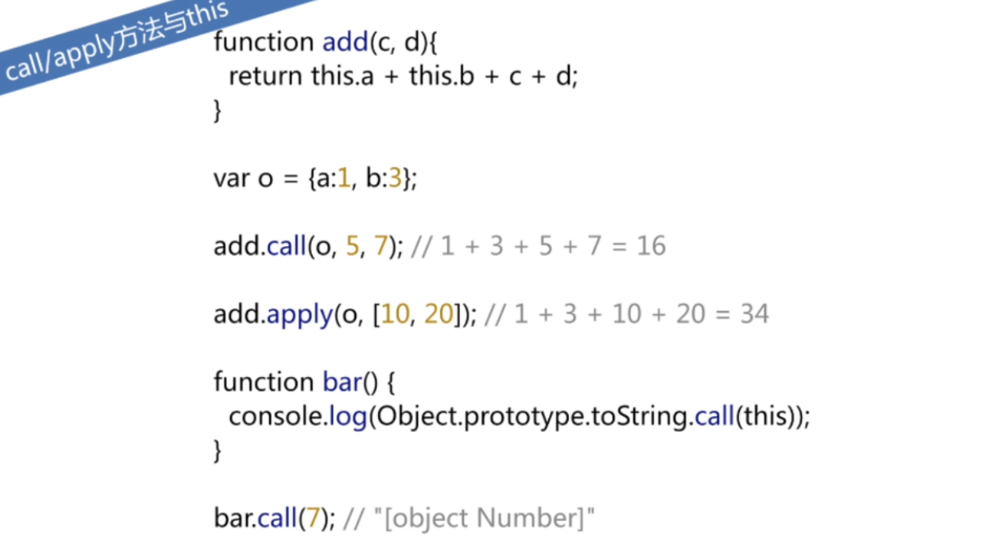 call/apply方法与this
function add(c, d){
return this.a + this.b + c + d;
}
var o = {a:1, b:3};
add.call(o, 5, 7); // 1 + 3 + 5 + 7 = 16
add.apply(o, [10, 20]); // 1 + 3 + 10 + 20 = 34
function bar() {
console.log(Object.prototype.toString.call(this));
}
bar.call(7); // "[object Number]"